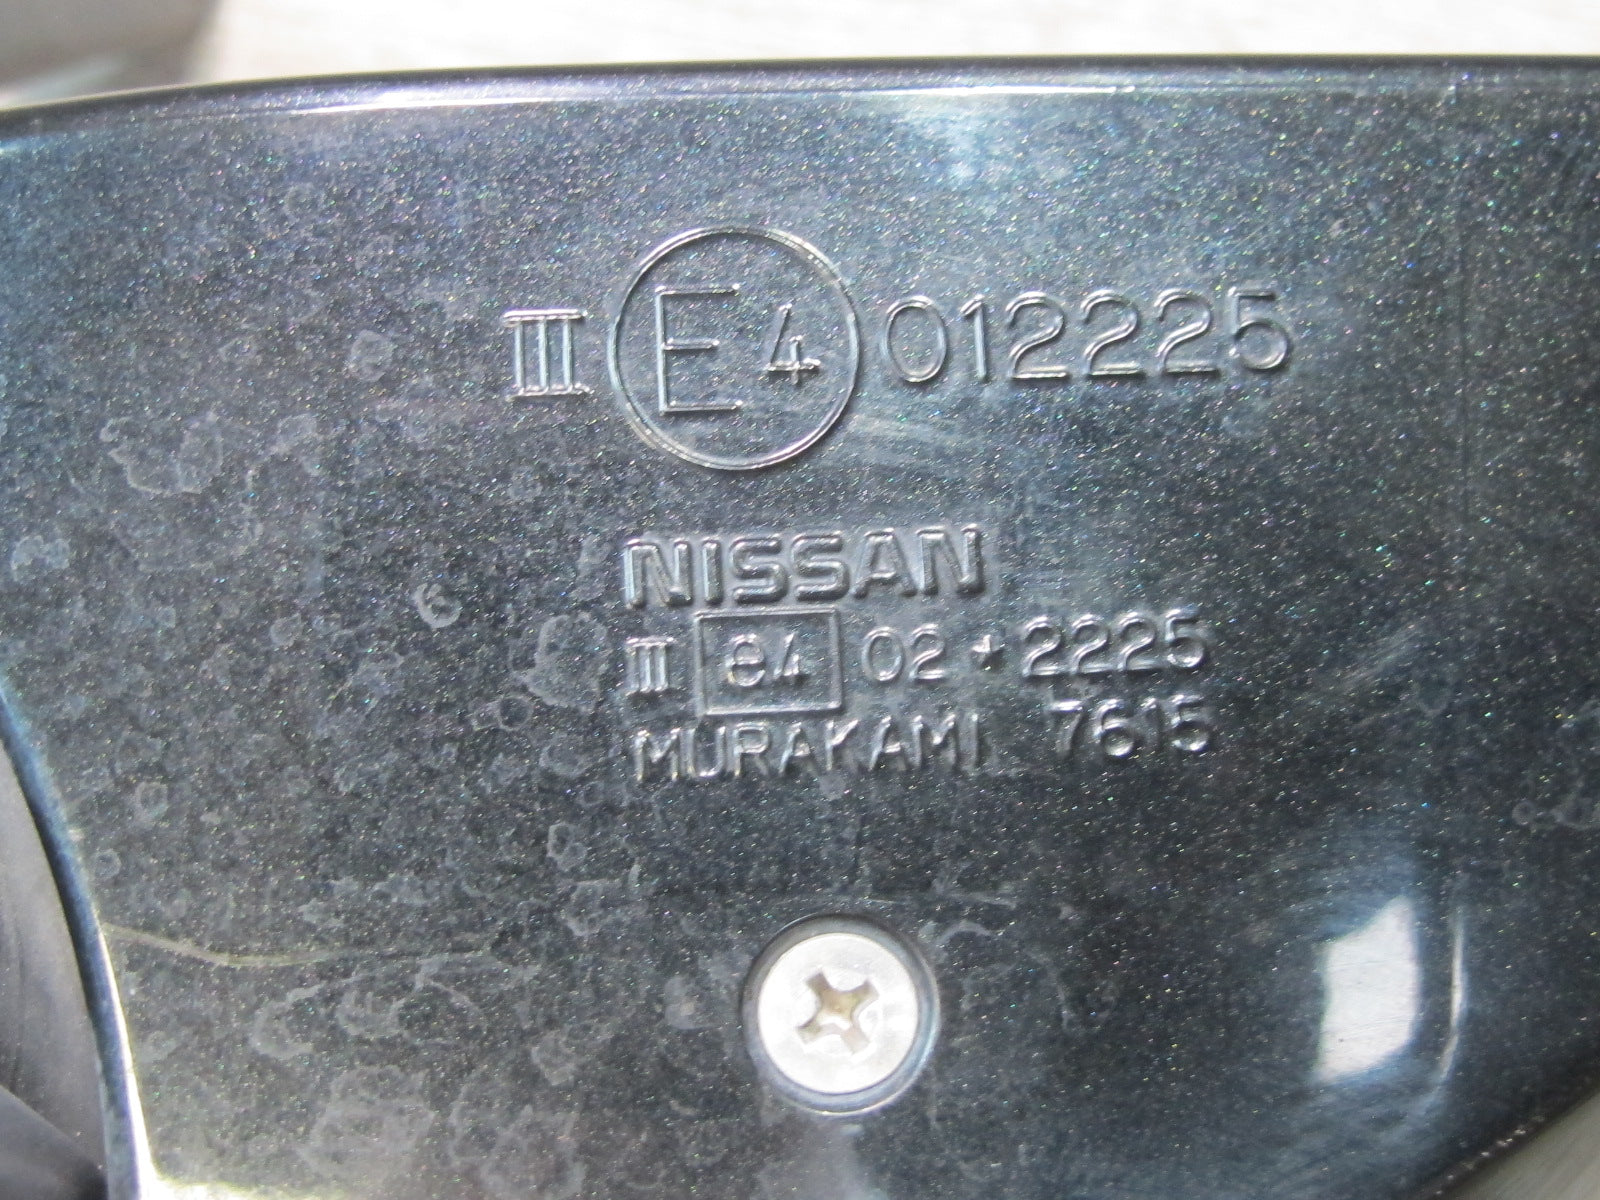 III E4 012225
NISSAN
III e4 02 * 2225
MURAKAMI 7615